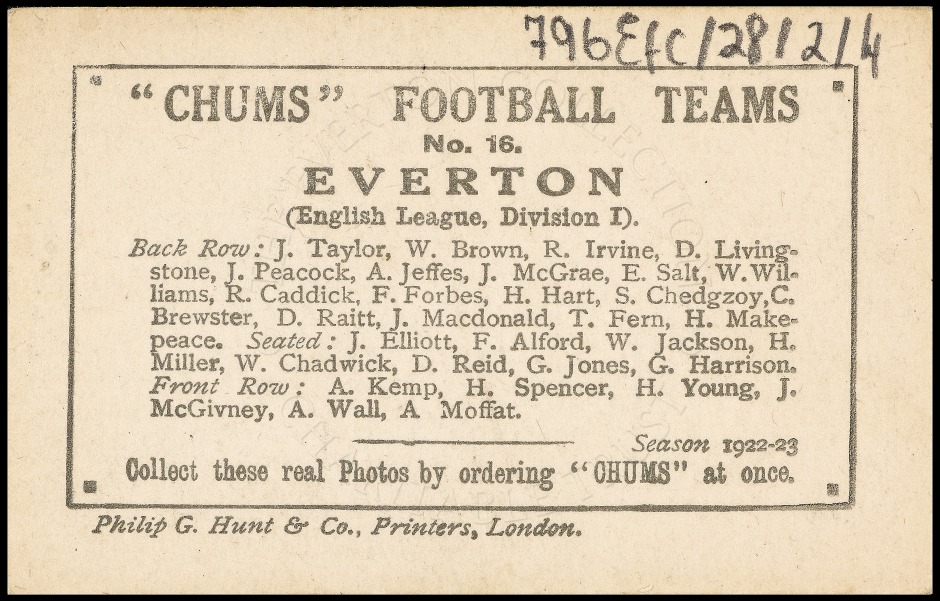 796EFC/28/2/4
"CHUMS" FOOTBALL TEAMS
No. 16.
EVERTON
(English League, Division I).
Back Row: J. Taylor, W. Brown, R. Irvine, D. Living-
stone, J. Peacock, A. Jeffes, J. McGrae, E. Salt, W. Wil-
liams, R. Caddick, F. Forbes, H. Hart, S. Chedgzoy, C.
Brewster, D. Raitt, J. Macdonald, T. Fern, H. Make-
peace. Seated: J. Elliott, F. Alford, W. Jackson, H.
Miller, W. Chadwick, D. Reid, G. Jones, G. Harrison.
Front Row: A. Kemp, H. Spencer, H. Young, J.
McGivney, A. Wall, A Moffat.
Season 1922-23
Collect these real Photos by ordering "CHUMS" at once.
Philip G. Hunt & Co., Printers, London.